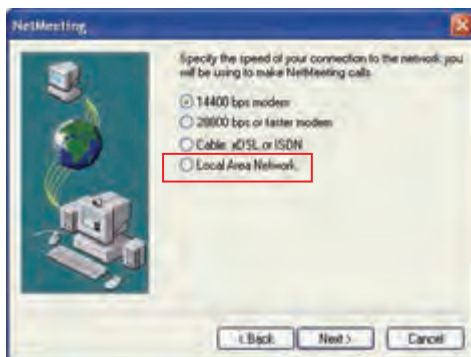 NetMeeting
Specify the speed of your connection to the network you
will be using to make NetMeeting calls.
14400 bps modem
28800 bps or faster modem
Cable, xDSL or ISDN
Local Area Network
< Back
Next >
Cancel